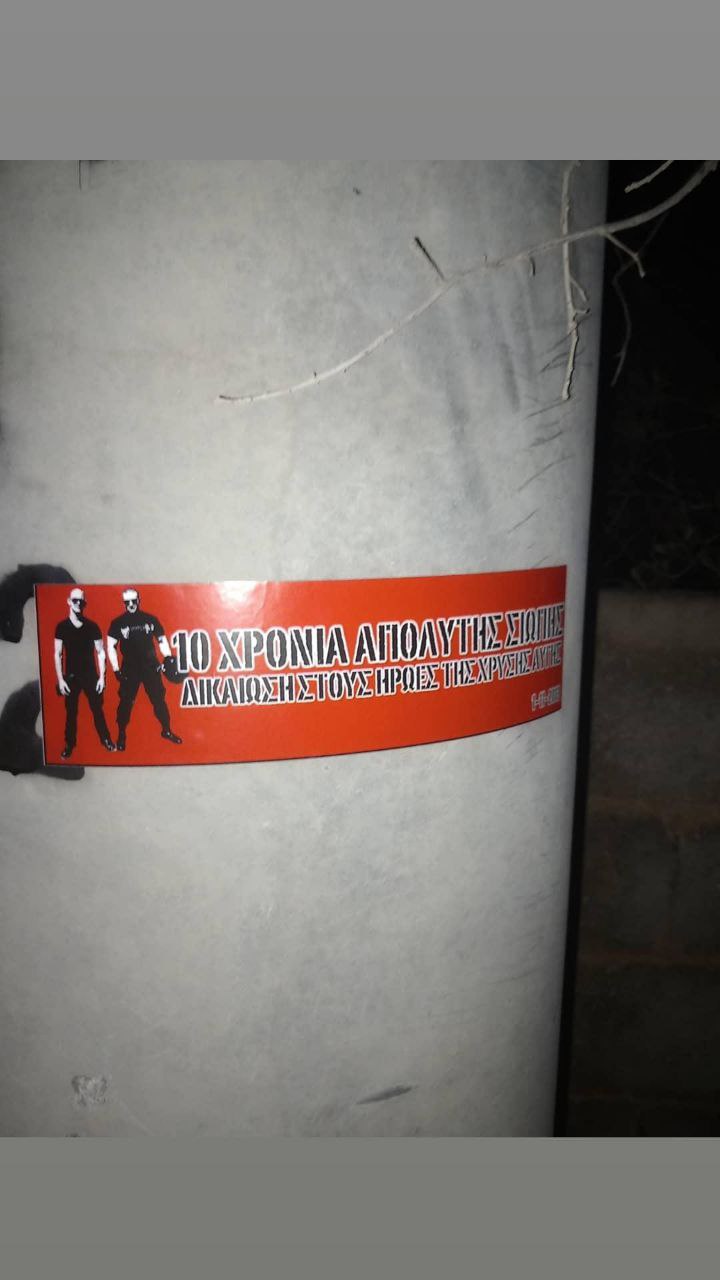 10 ΧΡΟΝΙΑ ΑΠΟΛΥΤΗΣ ΣΙΩΠΗΣ
ΔΙΚΑΙΩΣΗ ΣΤΟΥΣ ΗΡΩΕΣ ΤΗΣ ΧΡΥΣΗΣ ΑΥΓΗΣ